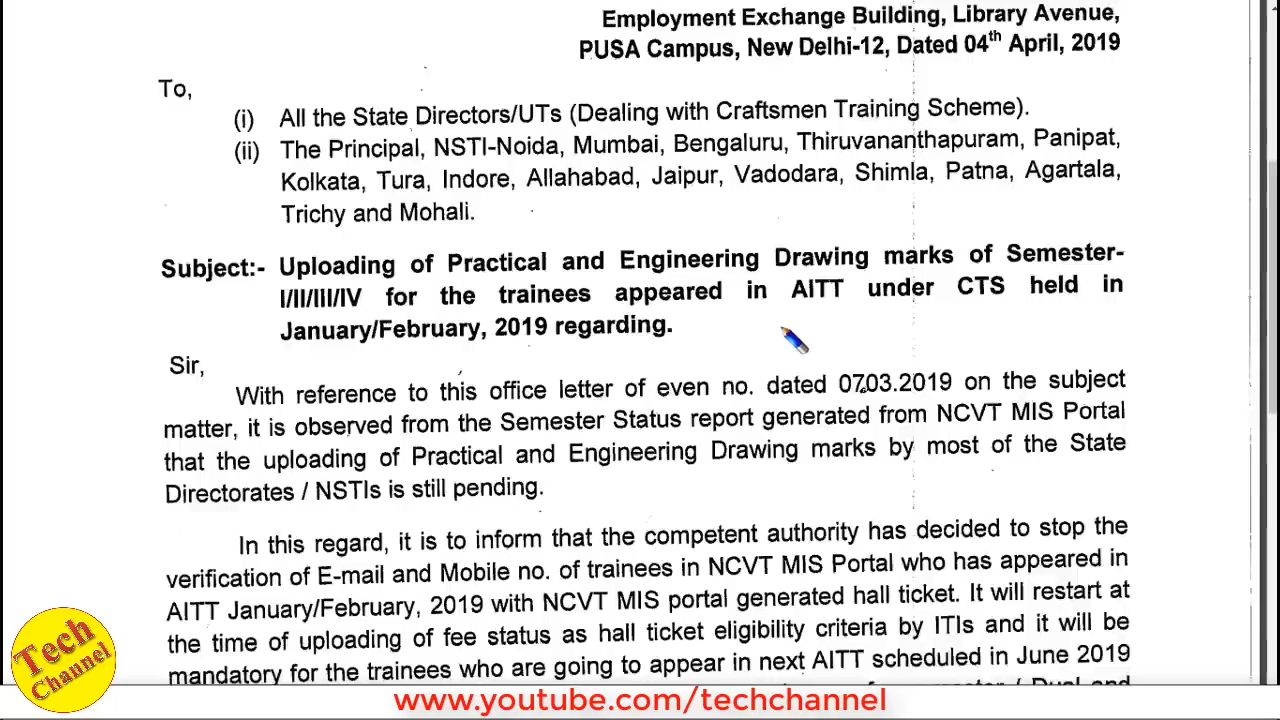 Employment Exchange Building, Library Avenue,
PUSA Campus, New Delhi-12, Dated 04th April, 2019
To,
(i) All the State Directors/UTs (Dealing with Craftsmen Training Scheme).
(ii) The Principal, NSTI-Noida, Mumbai, Bengaluru, Thiruvananthapuram, Panipat,
Kolkata, Tura, Indore, Allahabad, Jaipur, Vadodara, Shimla, Patna, Agartala,
Trichy and Mohali.
Subject:- Uploading of Practical and Engineering Drawing marks of Semester-
I/II/III/IV for the trainees appeared in AITT under CTS held in
January/February, 2019 regarding.
Sir,
With reference to this office letter of even no. dated 07.03.2019 on the subject
matter, it is observed from the Semester Status report generated from NCVT MIS Portal
that the uploading of Practical and Engineering Drawing marks by most of the State
Directorates / NSTIs is still pending.
In this regard, it is to inform that the competent authority has decided to stop the
verification of E-mail and Mobile no. of trainees in NCVT MIS Portal who has appeared in
AITT January/February, 2019 with NCVT MIS portal generated hall ticket. It will restart at
the time of uploading of fee status as hall ticket eligibility criteria by ITIs and it will be
mandatory for the trainees who are going to appear in next AITT scheduled in June 2019
Tech
Channel
www.youtube.com/techchannel